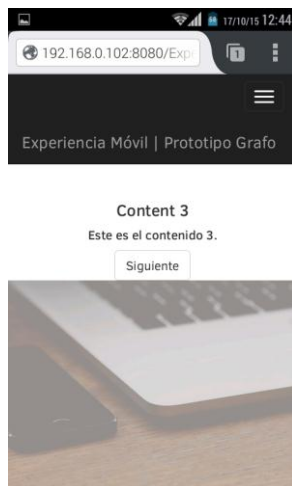 17/10/15 12:44
192.168.0.102:8080/Exp
1
Experiencia Móvil | Prototipo Grafo
Content 3
Este es el contenido 3.
Siguiente